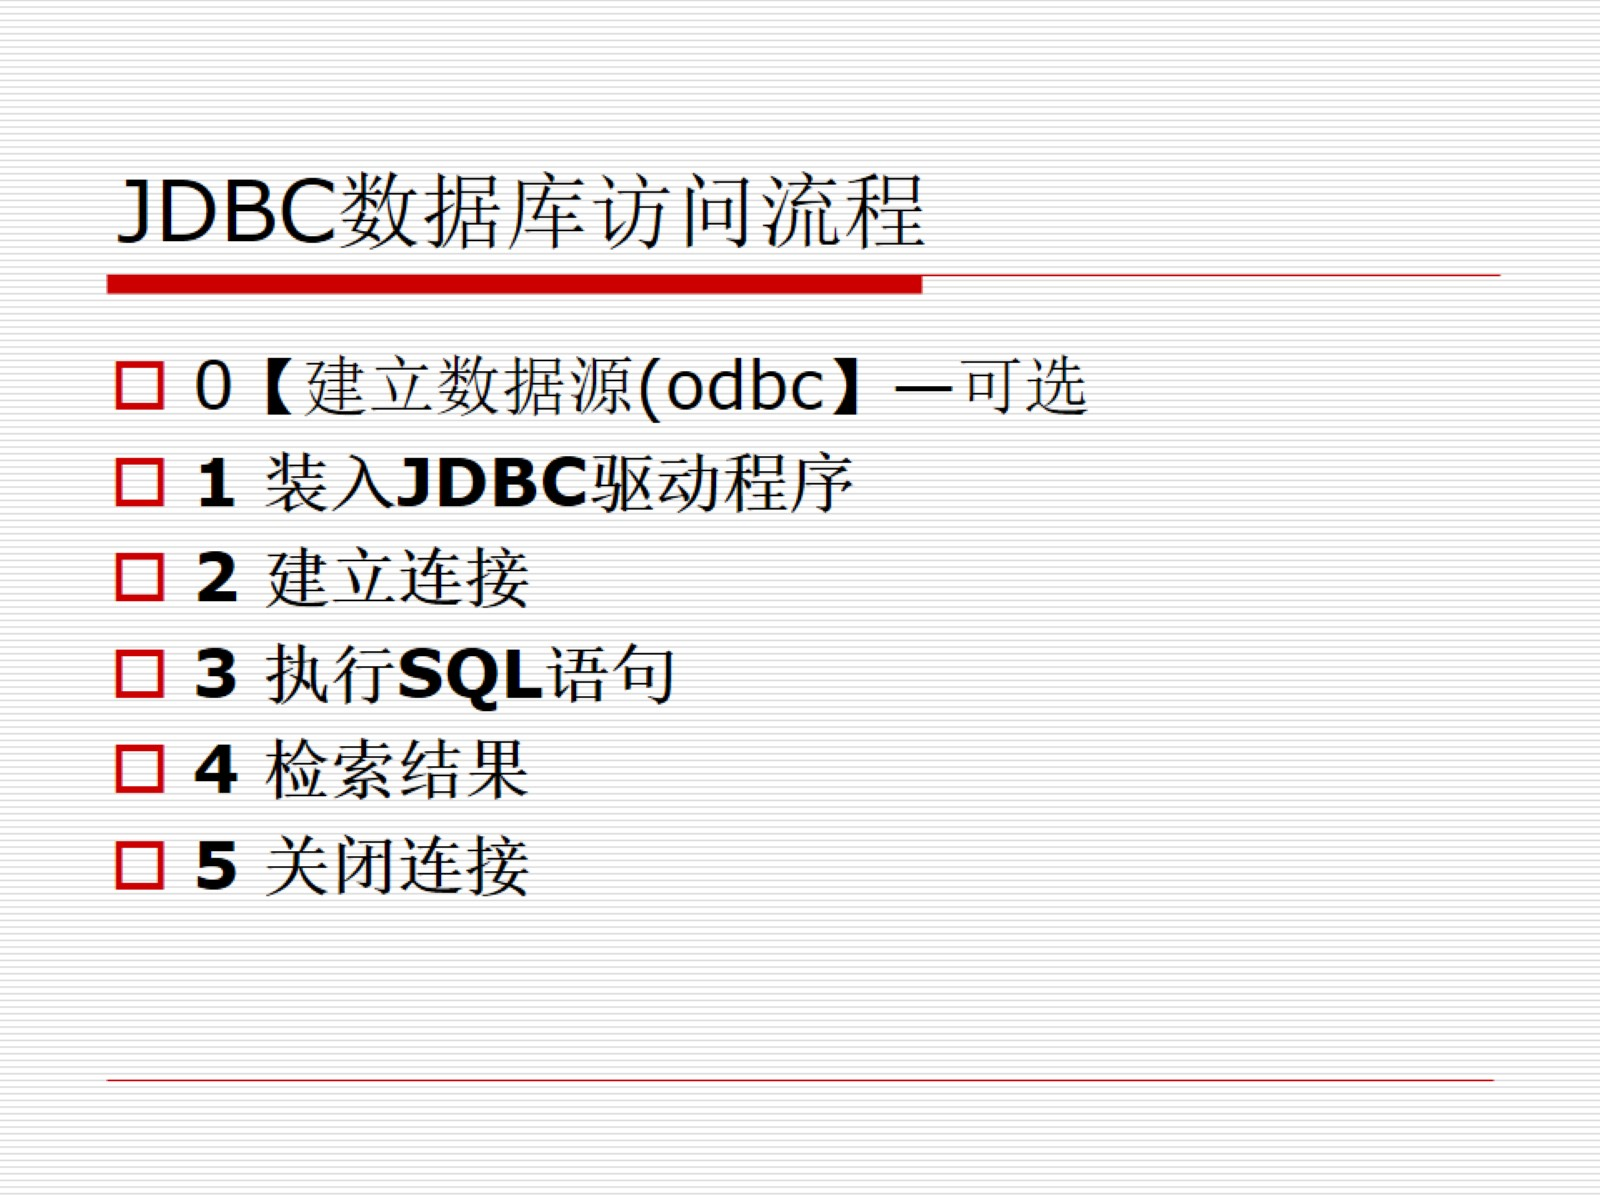 JDBC数据库访问流程
0【建立数据源(odbc】—可选
1 装入JDBC驱动程序
2 建立连接
3 执行SQL语句
4 检索结果
5 关闭连接